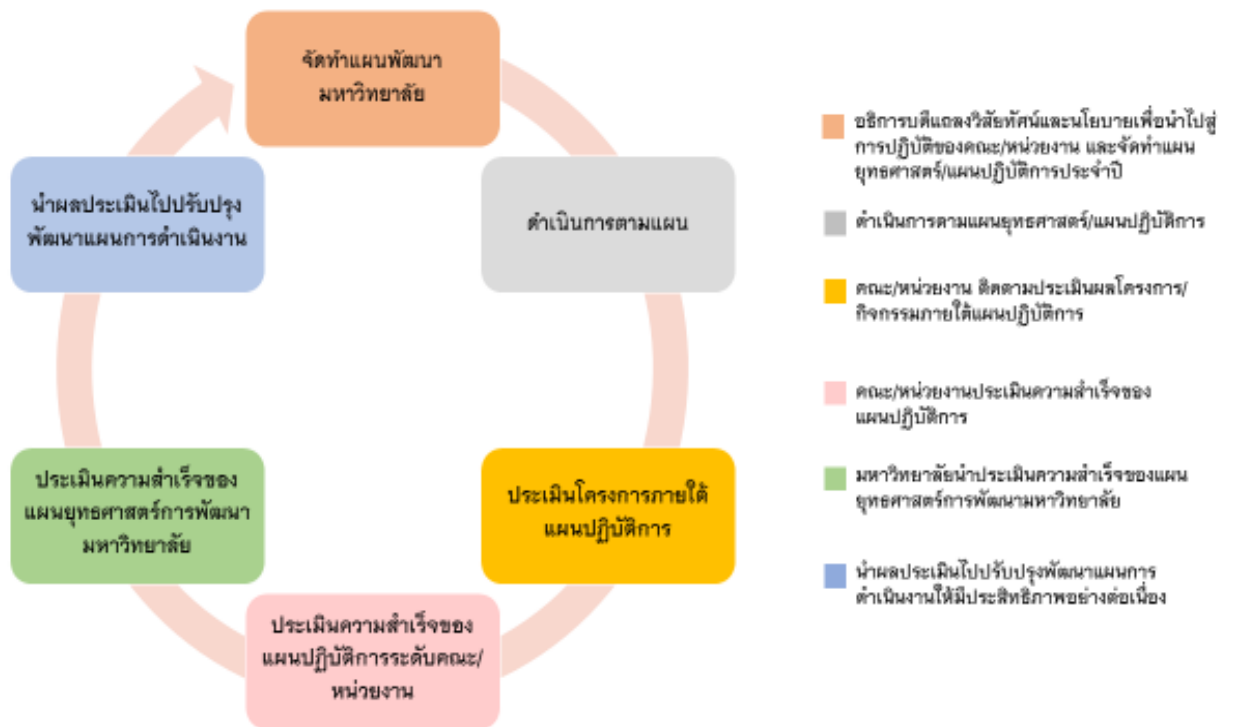 จัดทำแผนพัฒนา
มหาวิทยาลัย
ดำเนินการตามแผน
ประเมินโครงการภายใต้
แผนปฏิบัติการ
ประเมินความสำเร็จของ
แผนปฏิบัติการระดับคณะ/
หน่วยงาน
ประเมินความสำเร็จของ
แผนยุทธศาสตร์การพัฒนา
มหาวิทยาลัย
นำผลประเมินไปปรับปรุง
พัฒนาแผนการดำเนินงาน
อธิการบดีแถลงวิสัยทัศน์และนโยบายเพื่อนำไปสู่
การปฏิบัติของคณะ/หน่วยงาน และจัดทำแผน
ยุทธศาสตร์/แผนปฏิบัติการประจำปี
ดำเนินการตามแผนยุทธศาสตร์/แผนปฏิบัติการ
คณะ/หน่วยงาน ติดตามประเมินผลโครงการ/
กิจกรรมภายใต้แผนปฏิบัติการ
คณะ/หน่วยงานประเมินความสำเร็จของ
แผนปฏิบัติการ
มหาวิทยาลัยนำประเมินความสำเร็จของแผน
ยุทธศาสตร์การพัฒนามหาวิทยาลัย
นำผลประเมินไปปรับปรุงพัฒนาแผนการ
ดำเนินงานให้มีประสิทธิภาพอย่างต่อเนื่อง